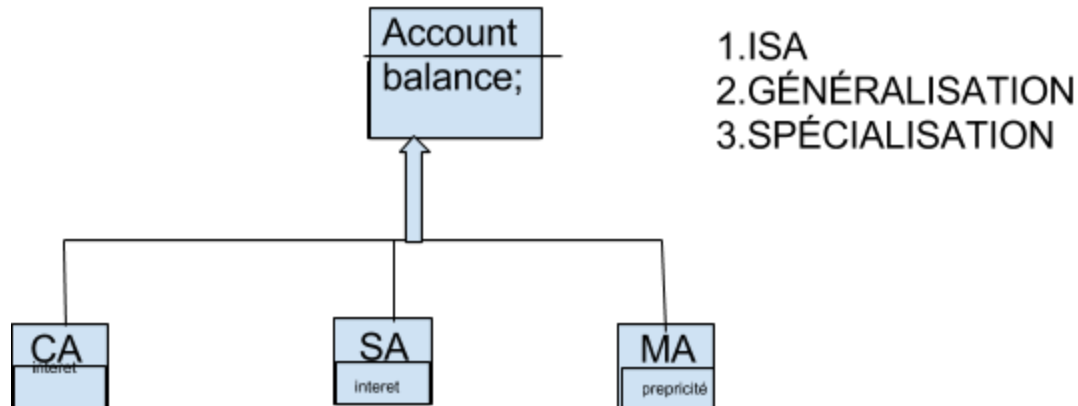 Account
balance;
1.ISA
2.GÉNÉRALISATION
3.SPÉCIALISATION
CA
interet
SA
interet
MA
prepricité